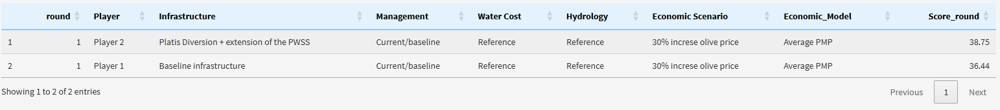 round Player Infrastructure Management Water Cost Hydrology Economic Scenario Economic_Model Score_round
1 1 Player 2 Platis Diversion + extension of the PWSS Current/baseline Reference Reference 30% increse olive price Average PMP 38.75
2 1 Player 1 Baseline infrastructure Current/baseline Reference Reference 30% increse olive price Average PMP 36.44
Showing 1 to 2 of 2 entries Previous 1 Next